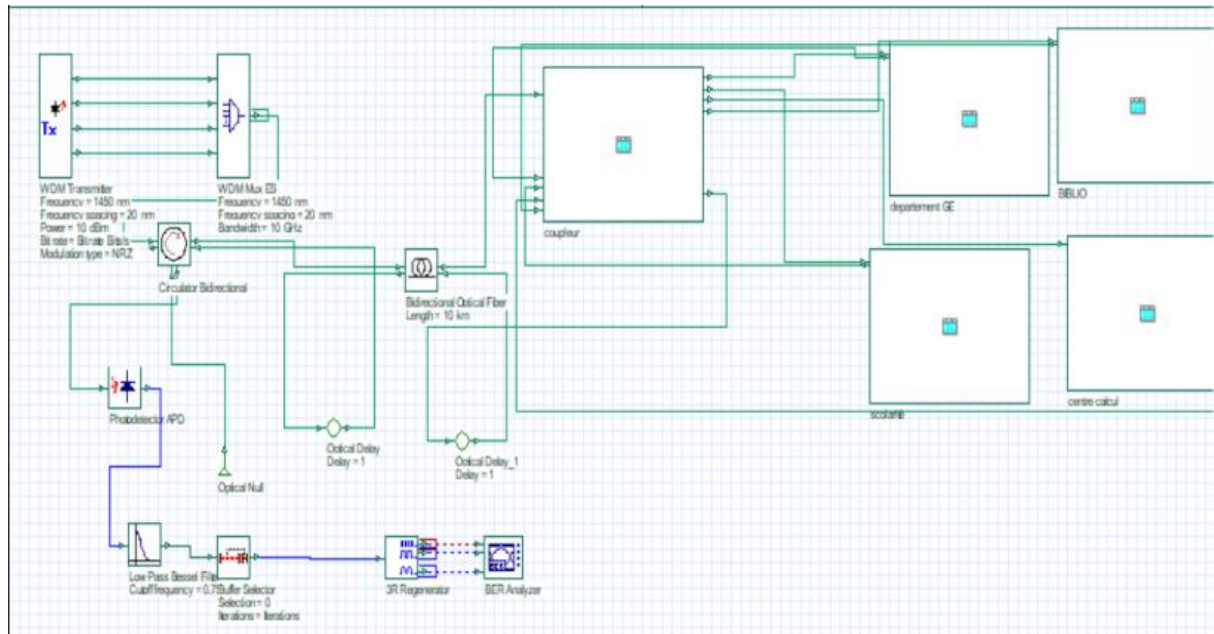 Tx
WDM Transmitter
Frequency = 1450 nm
Frequency spacing = 20 nm
Power = 10 dBm
Bit rate = Bit rate Bits/s
Modulation type = NRZ
WDM Mux ES
Frequency = 1450 nm
Frequency spacing = 20 nm
Bandwidth = 10 GHz
Circulator Bidirectional
Bidirectional Optical Fiber
Length = 10 km
coupleur
departement GE
BIBLIO
scolarité
centre calcul
Photodetector APD
Optical Null
Optical Delay
Delay = 1
Optical Delay_1
Delay = 1
Low Pass Bessel Filte
Cutoff frequency = 0.75
Buffer Selector
Selection = 0
Iterations = Iterations
3R Regenerator
BER Analyzer